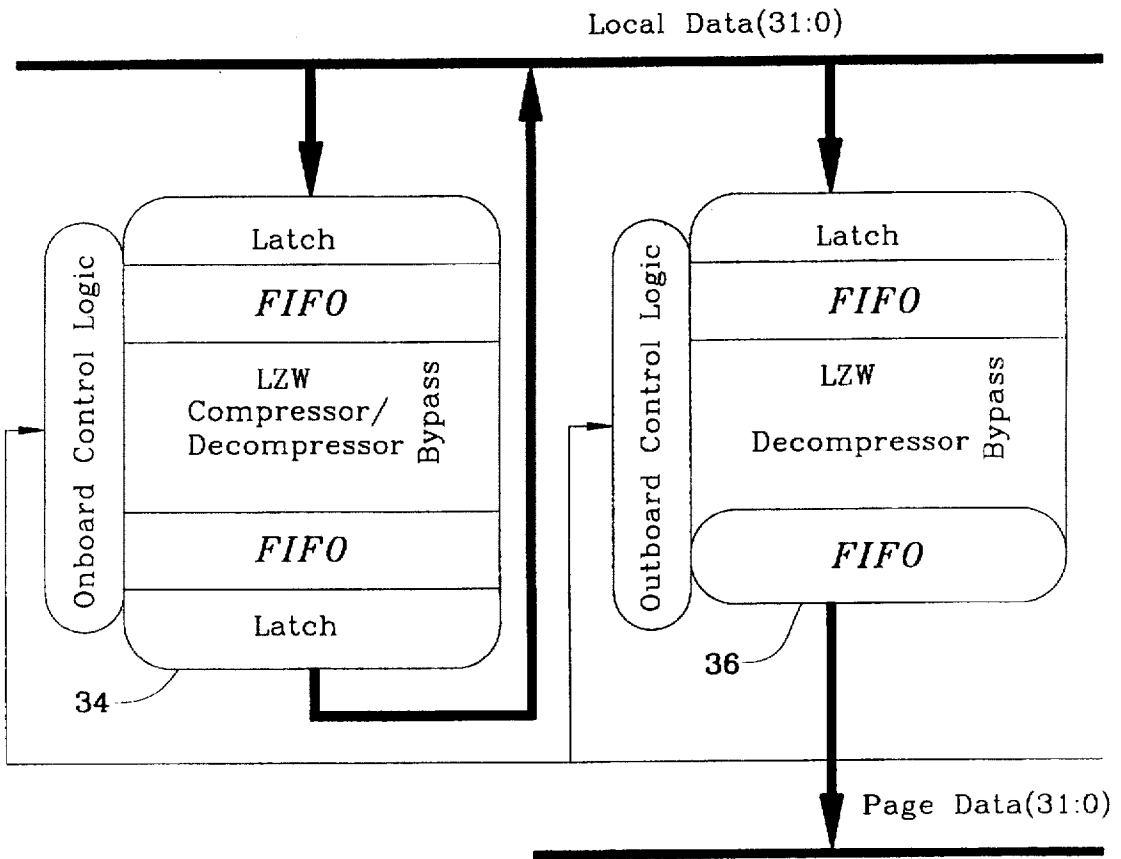 Local Data(31:0)
Onboard Control Logic
Latch
FIFO
LZW
Compressor/
Decompressor
Bypass
FIFO
Latch
34
Outboard Control Logic
Latch
FIFO
LZW
Decompressor
Bypass
FIFO
36
Page Data(31:0)